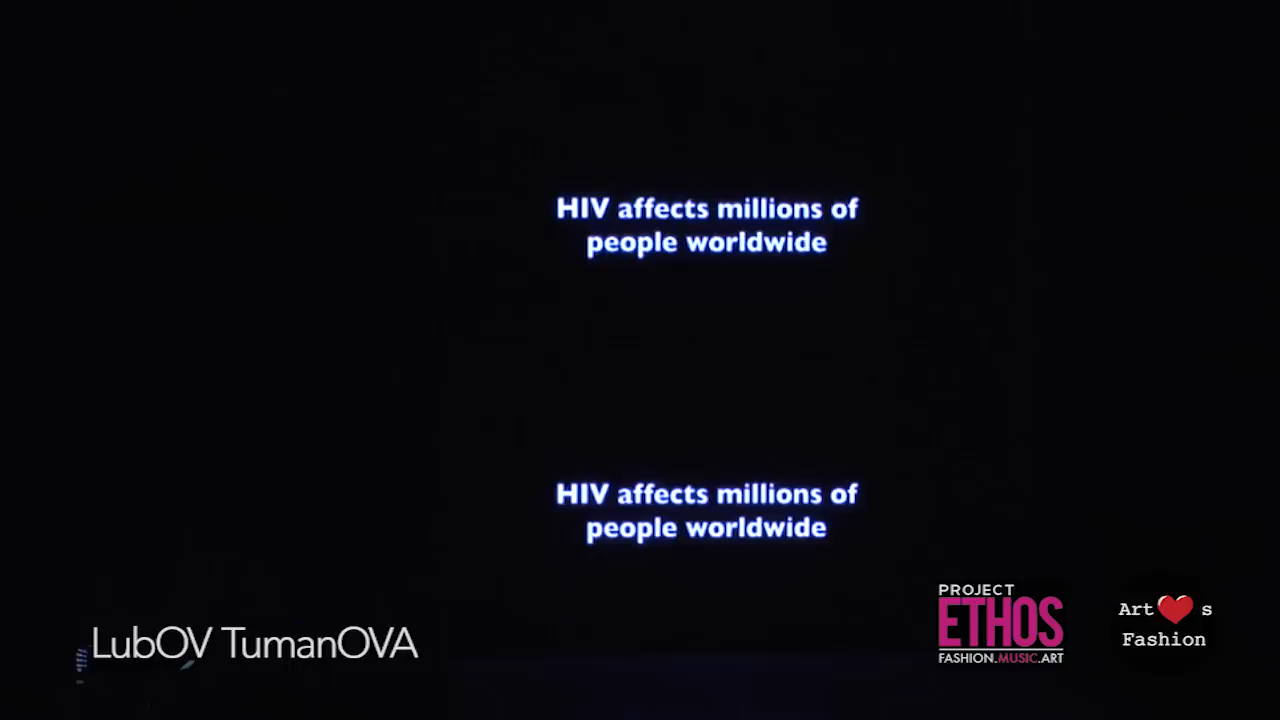 HIV affects millions of
people worldwide
HIV affects millions of
people worldwide
LubOV TumanOVA
PROJECT
ETHOS
FASHION.MUSIC.ART
Art❤s
Fashion